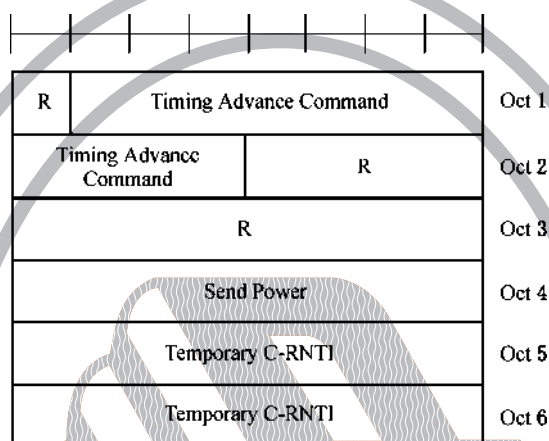 R Timing Advance Command Oct 1
Timing Advance
Command R Oct 2
R Oct 3
Send Power Oct 4
Temporary C-RNTI Oct 5
Temporary C-RNTI Oct 6